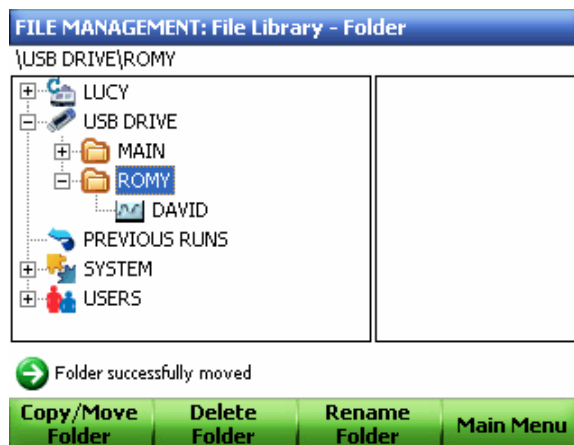 FILE MANAGEMENT: File Library - Folder
\USB DRIVE\ROMY
LUCY
USB DRIVE
MAIN
ROMY
DAVID
PREVIOUS RUNS
SYSTEM
USERS
Folder successfully moved
Copy/Move Folder
Delete Folder
Rename Folder
Main Menu